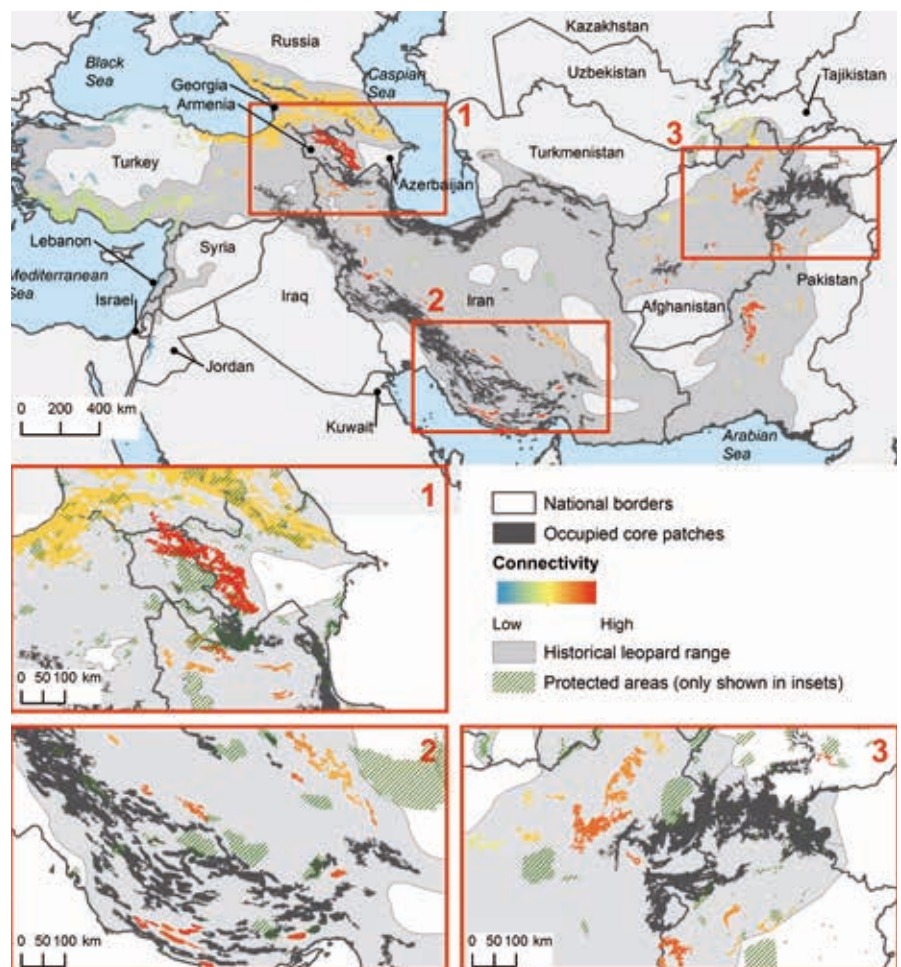 Russia
Kazakhstan
Black
Sea
Georgia
Armenia
Caspian
Sea
Uzbekistan
Tajikistan
1
3
Turkey
Turkmenistan
Azerbaijan
Lebanon
Syria
Mediterranean
Sea
Israel
Iraq
Iran
2
Afghanistan
Pakistan
Jordan
0 200 400 km
Kuwait
Arabian
Sea
1
0 50 100 km
National borders
Occupied core patches
Connectivity
Low High
Historical leopard range
Protected areas (only shown in insets)
2
0 50 100 km
3
0 50 100 km